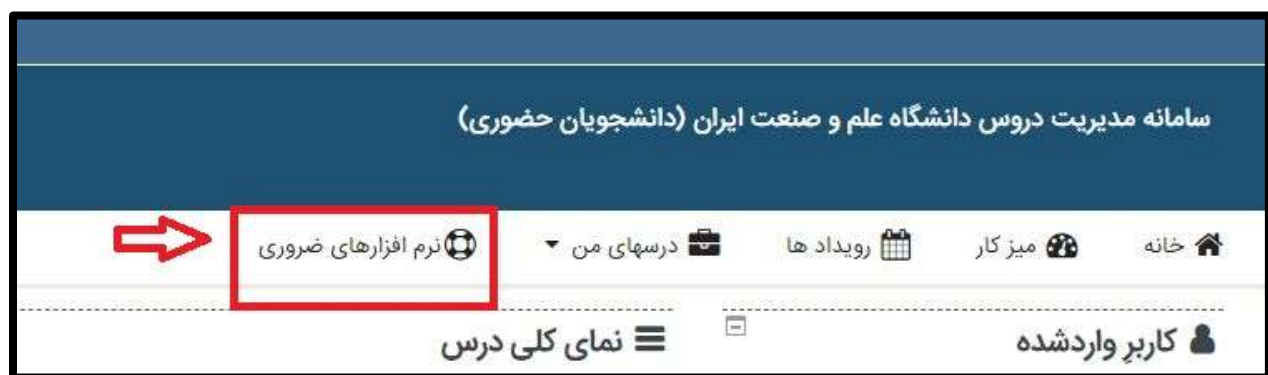 سامانه مدیریت دروس دانشگاه علم و صنعت ایران (دانشجویان حضوری)
خانه میز کار رویداد ها درسهای من نرم افزارهای ضروری
کاربرِ واردشده نمای کلی درس